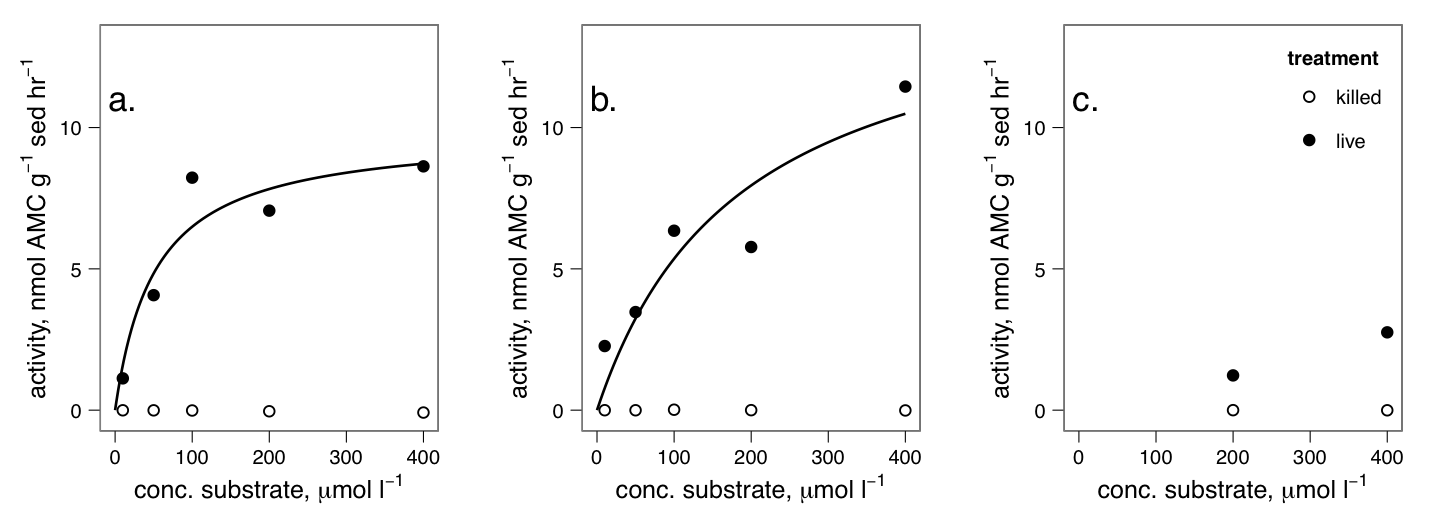 a.
activity, nmol AMC g⁻¹ sed hr⁻¹
10
5
0
0 100 200 300 400
conc. substrate, μmol l⁻¹
b.
activity, nmol AMC g⁻¹ sed hr⁻¹
10
5
0
0 100 200 300 400
conc. substrate, μmol l⁻¹
c.
treatment
killed
live
activity, nmol AMC g⁻¹ sed hr⁻¹
10
5
0
0 100 200 300 400
conc. substrate, μmol l⁻¹